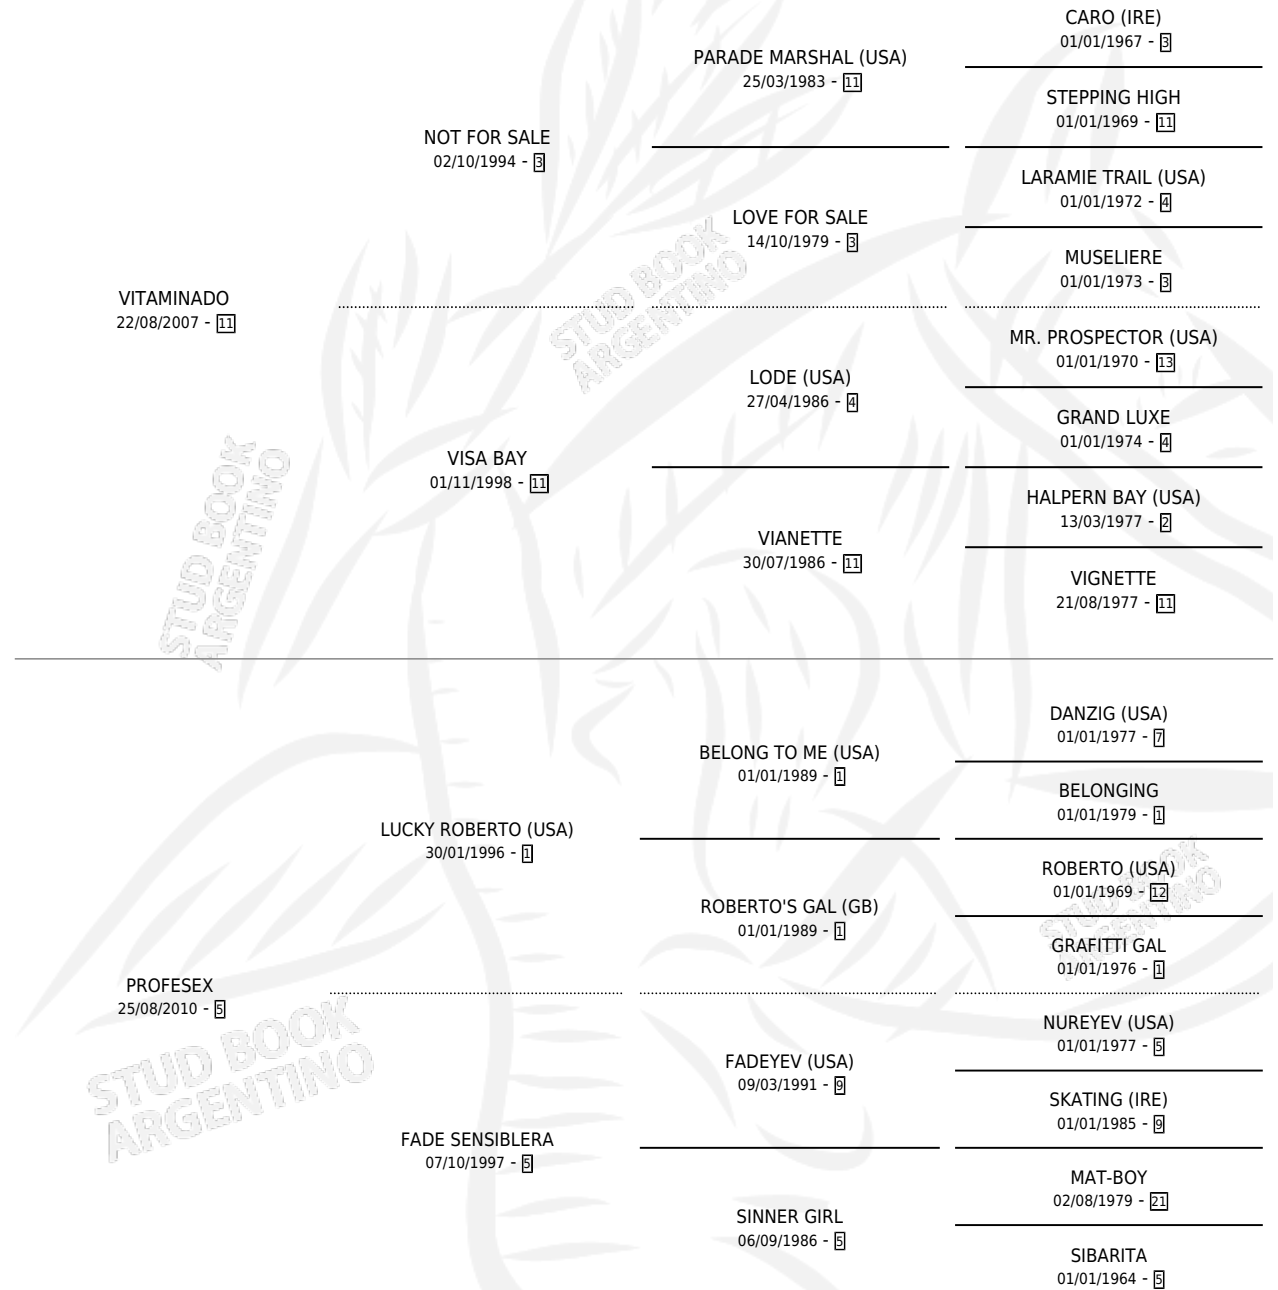 CARO (IRE)
01/01/1967 - 3
PARADE MARSHAL (USA)
25/03/1983 - 11
STEPPING HIGH
01/01/1969 - 11
NOT FOR SALE
02/10/1994 - 3
LARAMIE TRAIL (USA)
01/01/1972 - 4
LOVE FOR SALE
14/10/1979 - 3
MUSELIERE
01/01/1973 - 3
VITAMINADO
22/08/2007 - 11
MR. PROSPECTOR (USA)
01/01/1970 - 13
LODE (USA)
27/04/1986 - 4
GRAND LUXE
01/01/1974 - 4
VISA BAY
01/11/1998 - 11
HALPERN BAY (USA)
13/03/1977 - 2
VIANETTE
30/07/1986 - 11
VIGNETTE
21/08/1977 - 11
DANZIG (USA)
01/01/1977 - 7
BELONG TO ME (USA)
01/01/1989 - 1
BELONGING
01/01/1979 - 1
LUCKY ROBERTO (USA)
30/01/1996 - 1
ROBERTO (USA)
01/01/1969 - 12
ROBERTO'S GAL (GB)
01/01/1989 - 1
GRAFITTI GAL
01/01/1976 - 1
PROFESEX
25/08/2010 - 5
NUREYEV (USA)
01/01/1977 - 5
FADEYEV (USA)
09/03/1991 - 9
SKATING (IRE)
01/01/1985 - 9
FADE SENSIBLERA
07/10/1997 - 5
MAT-BOY
02/08/1979 - 21
SINNER GIRL
06/09/1986 - 5
SIBARITA
01/01/1964 - 5
STUD BOOK
ARGENTINO
STUD BOOK
ARGENTINO
STUD BOOK
ARGENTINO
STUD BOOK
ARGENTINO